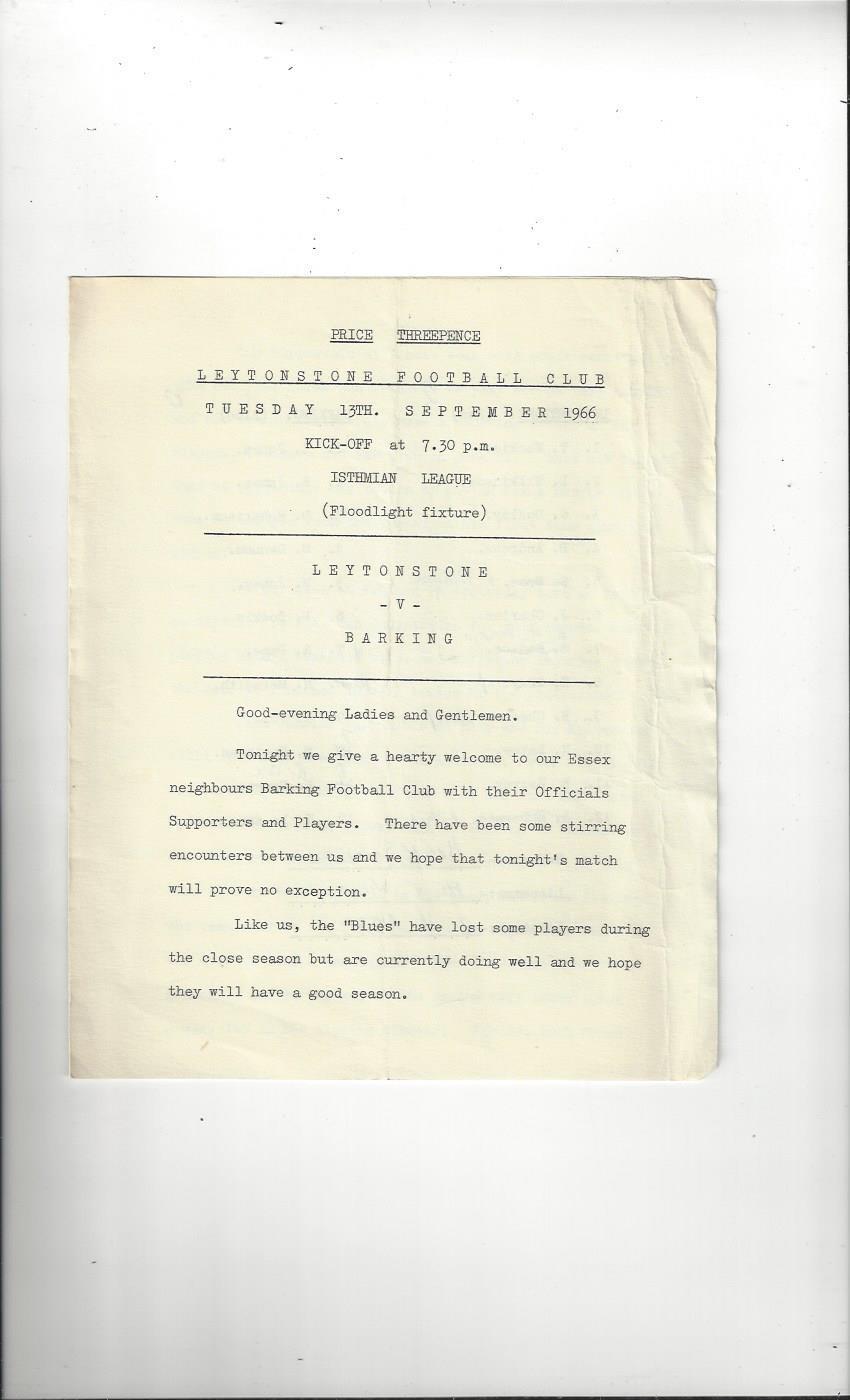 PRICE THREEPENCE
LEYTONSTONE FOOTBALL CLUB
TUESDAY 13TH. SEPTEMBER 1966
KICK-OFF at 7.30 p.m.
ISTHMIAN LEAGUE
(Floodlight fixture)
LEYTONSTONE
- V -
BARKING
Good-evening Ladies and Gentlemen.
Tonight we give a hearty welcome to our Essex
neighbours Barking Football Club with their Officials
Supporters and Players. There have been some stirring
encounters between us and we hope that tonight's match
will prove no exception.
Like us, the "Blues" have lost some players during
the close season but are currently doing well and we hope
they will have a good season.